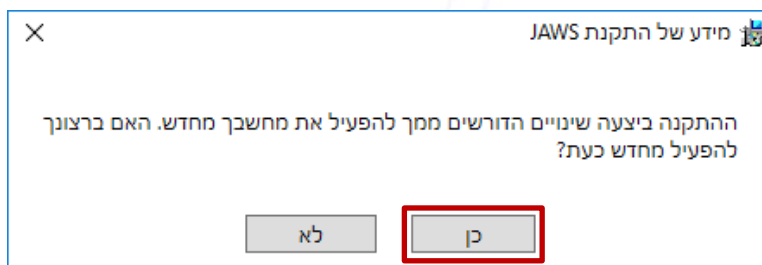 מידע של התקנת JAWS
ההתקנה ביצעה שינויים הדורשים ממך להפעיל את מחשבך מחדש. האם ברצונך
להפעיל מחדש כעת?
כן
לא